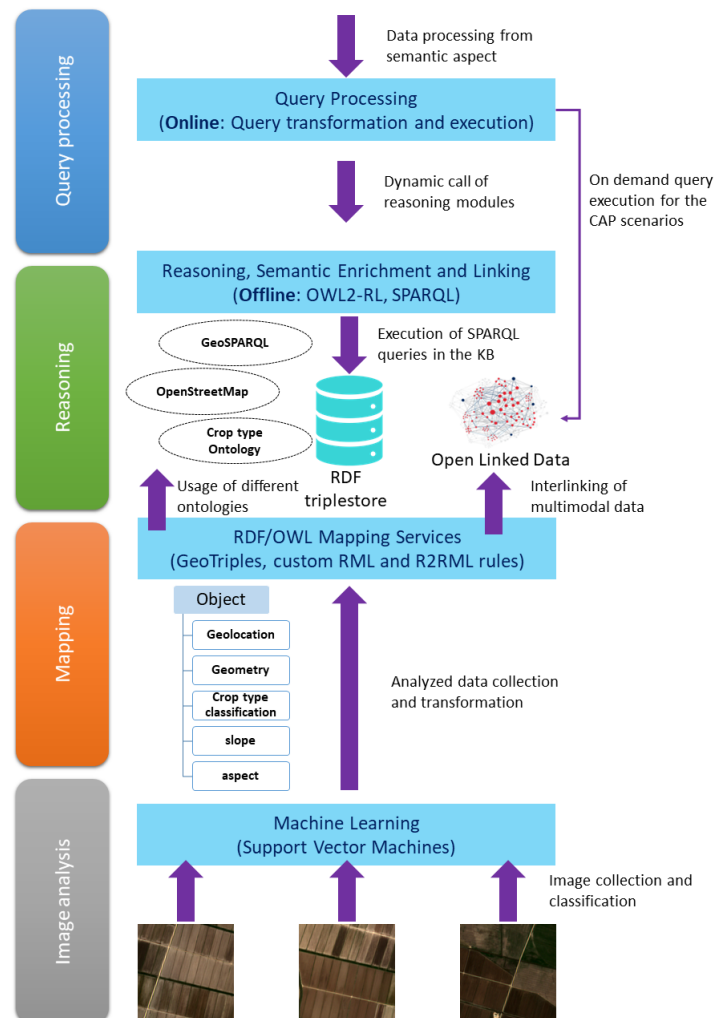 Query processing
Data processing from
semantic aspect
Query Processing
(Online: Query transformation and execution)
Dynamic call of
reasoning modules
On demand query
execution for the
CAP scenarios
Reasoning
Reasoning, Semantic Enrichment and Linking
(Offline: OWL2-RL, SPARQL)
GeoSPARQL
OpenStreetMap
Crop type
Ontology
Execution of SPARQL
queries in the KB
RDF
triplestore
Open Linked Data
Usage of different
ontologies
Interlinking of
multimodal data
Mapping
RDF/OWL Mapping Services
(GeoTriples, custom RML and R2RML rules)
Object
Geolocation
Geometry
Crop type
classification
slope
aspect
Analyzed data collection
and transformation
Image analysis
Machine Learning
(Support Vector Machines)
Image collection and
classification